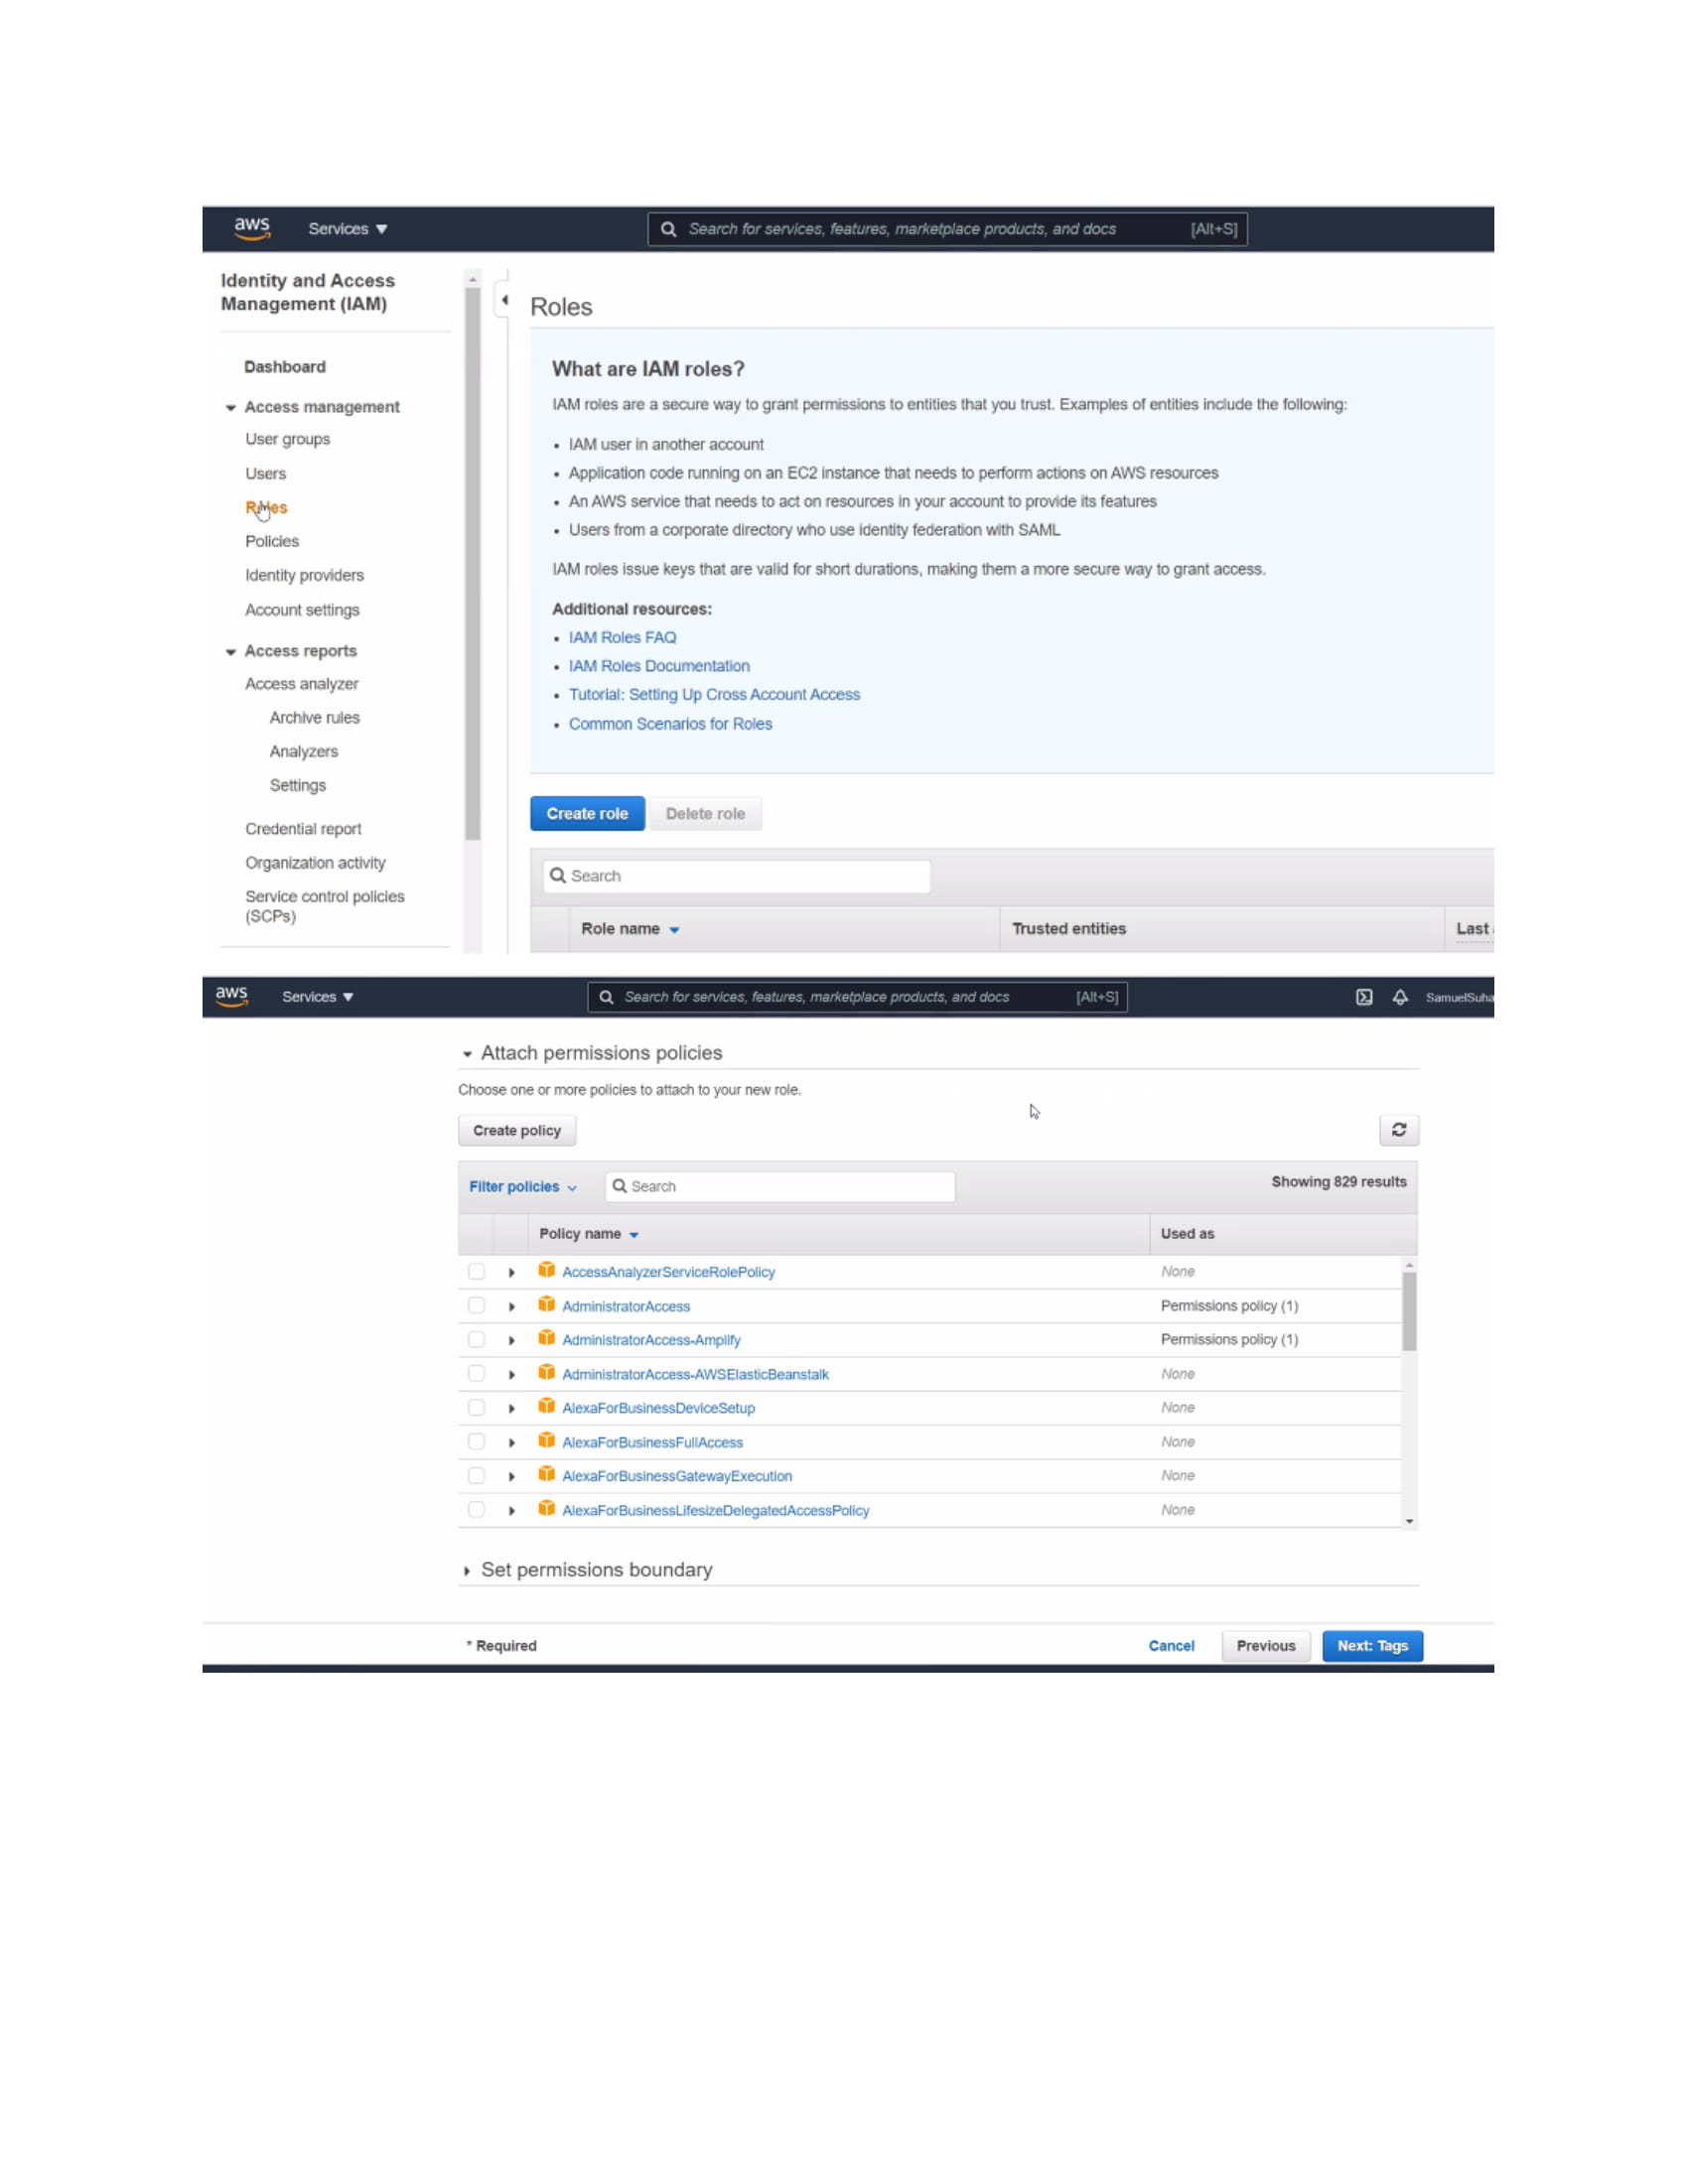 aws
Services ▼
Search for services, features, marketplace products, and docs
[Alt+S]
Identity and Access
Management (IAM)
Dashboard
Access management
User groups
Users
Roles
Policies
Identity providers
Account settings
Access reports
Access analyzer
Archive rules
Analyzers
Settings
Credential report
Organization activity
Service control policies
(SCPs)
Roles
What are IAM roles?
IAM roles are a secure way to grant permissions to entities that you trust. Examples of entities include the following:
• IAM user in another account
• Application code running on an EC2 instance that needs to perform actions on AWS resources
• An AWS service that needs to act on resources in your account to provide its features
• Users from a corporate directory who use identity federation with SAML
IAM roles issue keys that are valid for short durations, making them a more secure way to grant access.
Additional resources:
• IAM Roles FAQ
• IAM Roles Documentation
• Tutorial: Setting Up Cross Account Access
• Common Scenarios for Roles
Create role
Delete role
Search
Role name
Trusted entities
Last
aws
Services ▼
Search for services, features, marketplace products, and docs
[Alt+S]
SamuelSuha
Attach permissions policies
Choose one or more policies to attach to your new role.
Create policy
Filter policies
Search
Showing 829 results
Policy name
Used as
AccessAnalyzerServiceRolePolicy
None
AdministratorAccess
Permissions policy (1)
AdministratorAccess-Amplify
Permissions policy (1)
AdministratorAccess-AWSElasticBeanstalk
None
AlexaForBusinessDeviceSetup
None
AlexaForBusinessFullAccess
None
AlexaForBusinessGatewayExecution
None
AlexaForBusinessLifesizeDelegatedAccessPolicy
None
Set permissions boundary
* Required
Cancel
Previous
Next: Tags